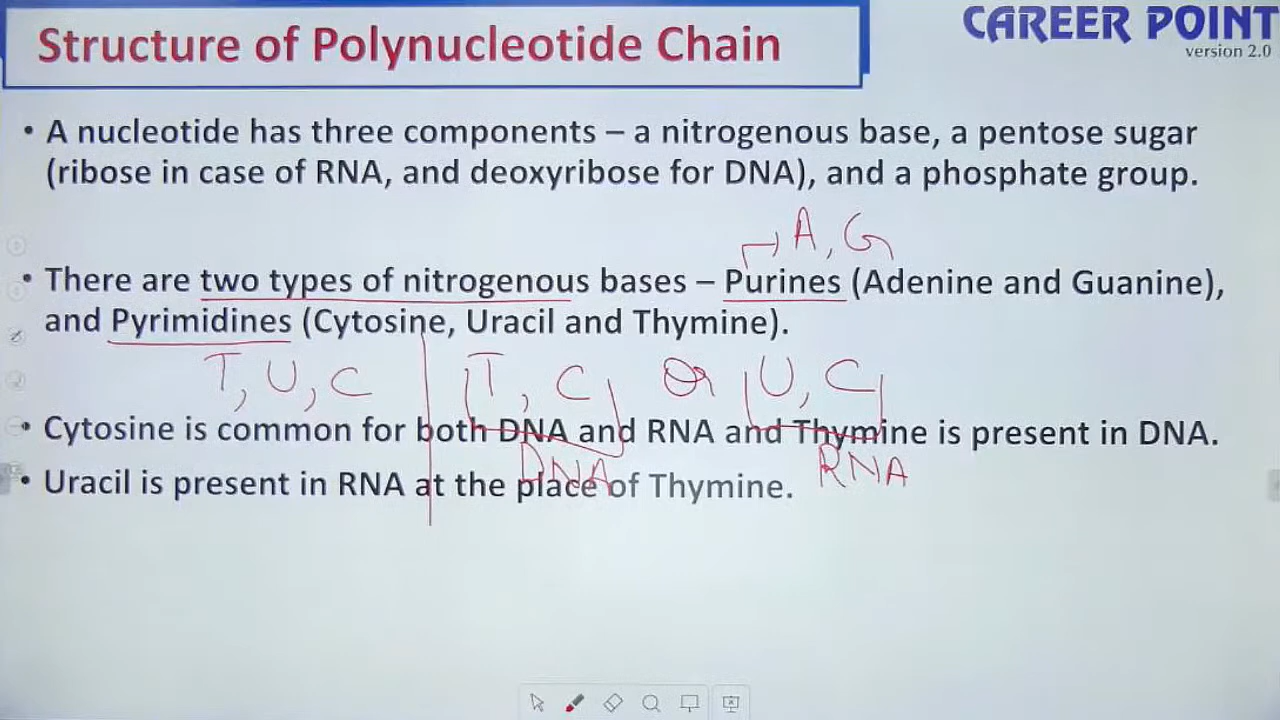 Structure of Polynucleotide Chain
CAREER POINT
version 2.0
• A nucleotide has three components – a nitrogenous base, a pentose sugar
(ribose in case of RNA, and deoxyribose for DNA), and a phosphate group.
A, G
• There are two types of nitrogenous bases – Purines (Adenine and Guanine),
and Pyrimidines (Cytosine, Uracil and Thymine).
T, U, C T, C or U, C
• Cytosine is common for both DNA and RNA and Thymine is present in DNA.
DNA RNA
• Uracil is present in RNA at the place of Thymine.